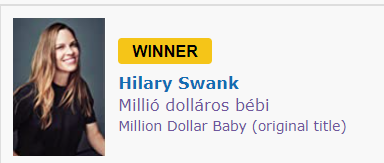 WINNER
Hilary Swank
Millió dolláros bébi
Million Dollar Baby (original title)